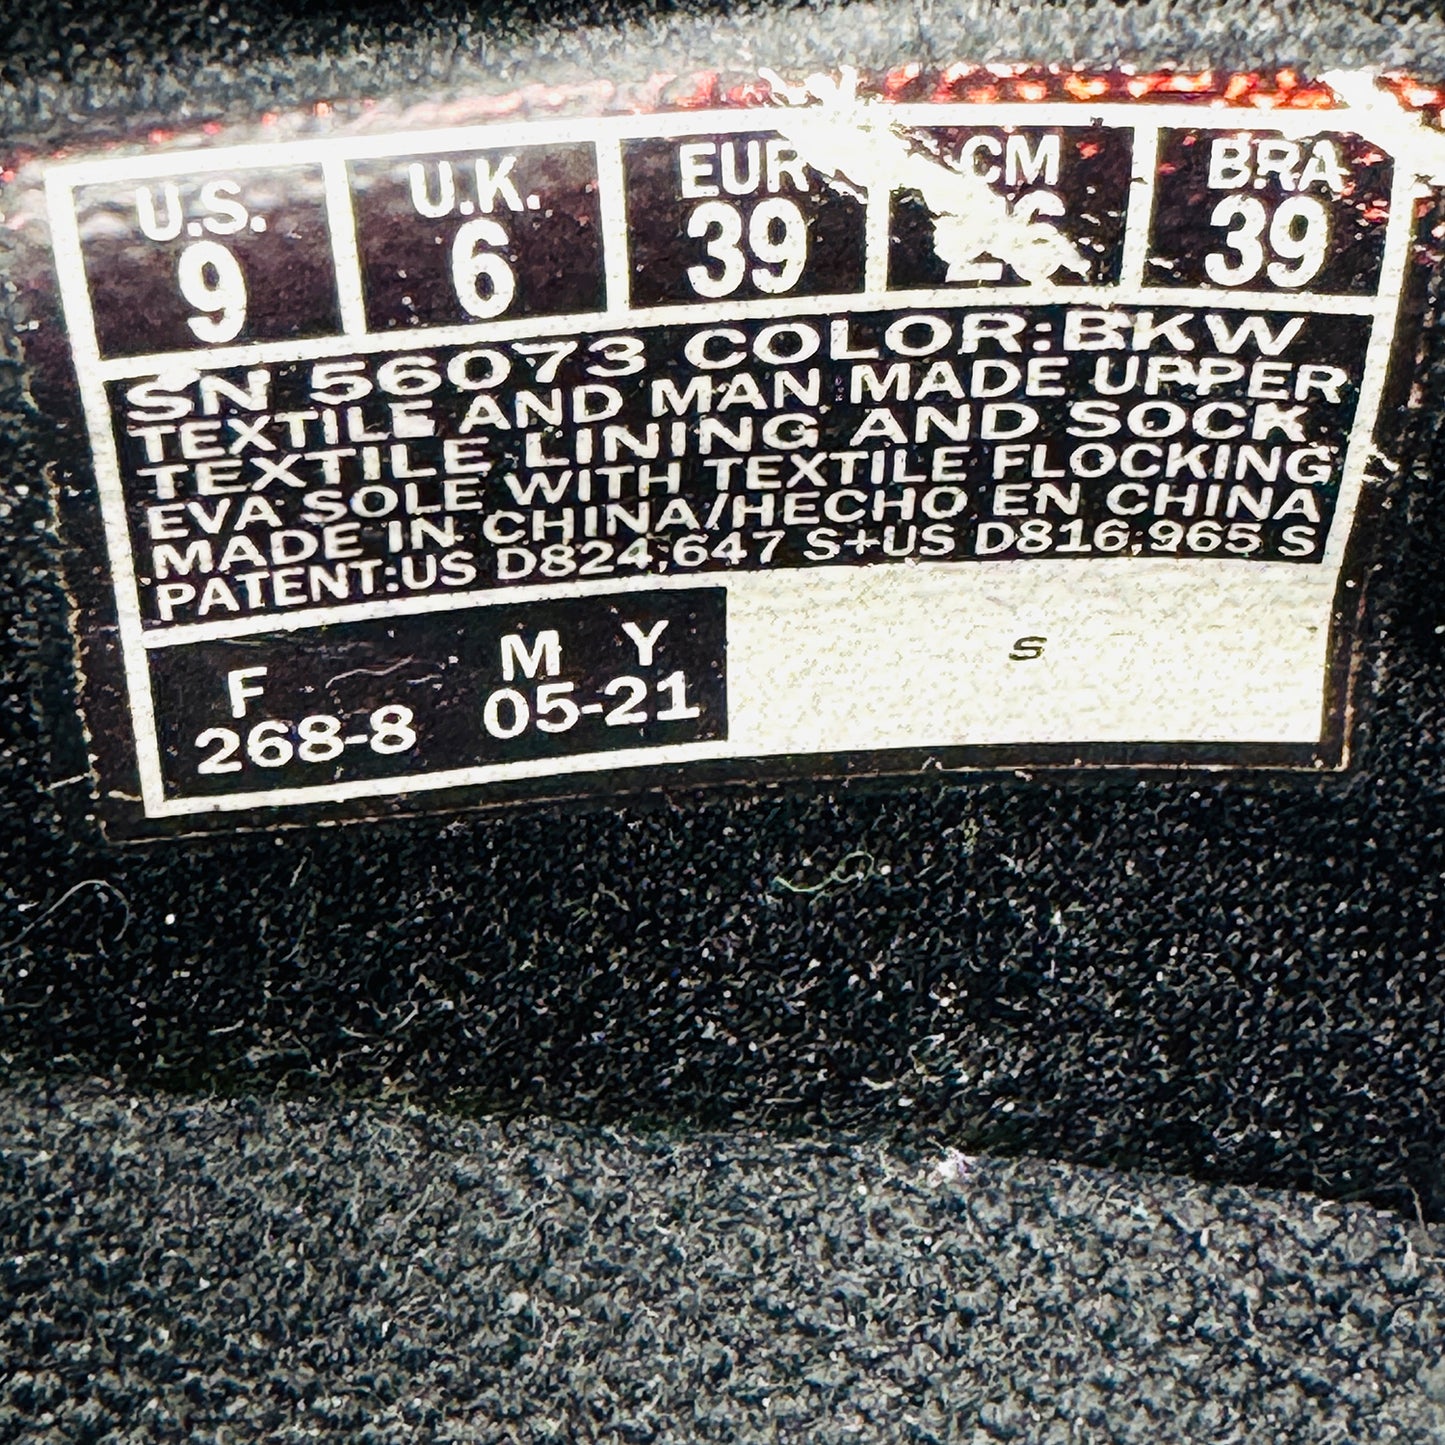 U.S. U.K. EUR CM BRA
9 6 39 26 39
SN 56073 COLOR:BKW
TEXTILE AND MAN MADE UPPER
TEXTILE LINING AND SOCK
EVA SOLE WITH TEXTILE FLOCKING
MADE IN CHINA/HECHO EN CHINA
PATENT:US D824,647 S+US D816,965 S
F M Y
268-8 05-21
S